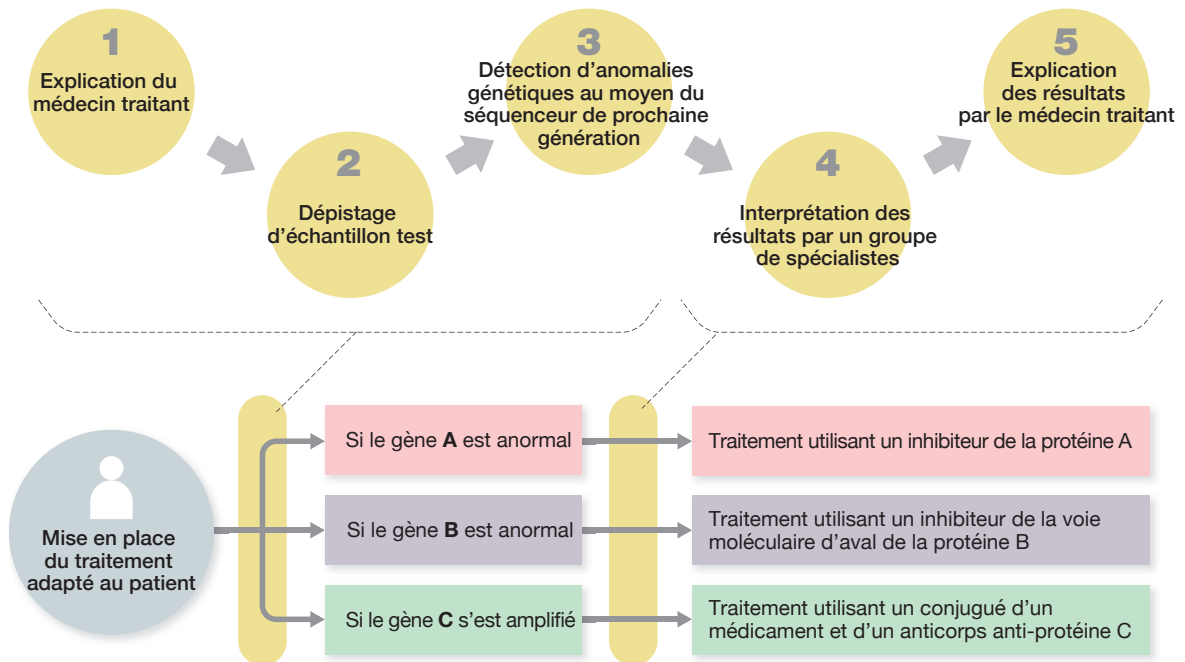 1
Explication du
médecin traitant
2
Dépistage
d'échantillon test
3
Détection d'anomalies
génétiques au moyen du
séquenceur de prochaine
génération
4
Interprétation des
résultats par un groupe
de spécialistes
5
Explication
des résultats
par le médecin traitant
Mise en place
du traitement
adapté au patient
Si le gène A est anormal
Traitement utilisant un inhibiteur de la protéine A
Si le gène B est anormal
Traitement utilisant un inhibiteur de la voie
moléculaire d'aval de la protéine B
Si le gène C s'est amplifié
Traitement utilisant un conjugué d'un
médicament et d'un anticorps anti-protéine C